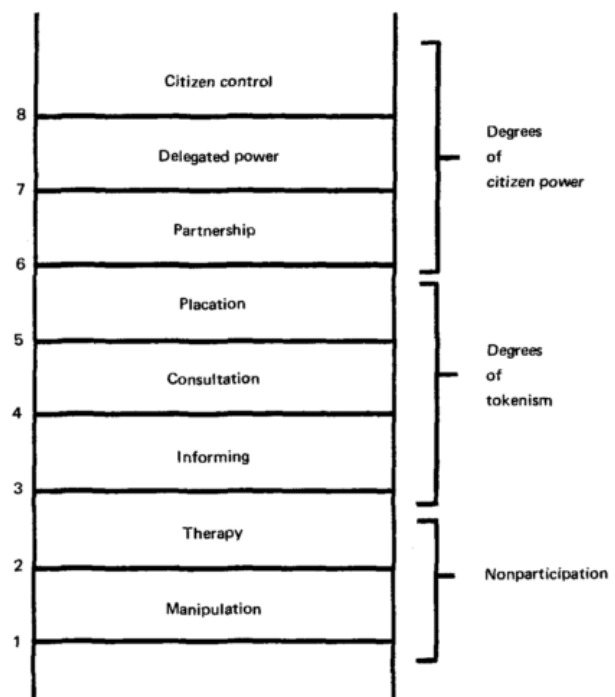 Citizen control
8
Delegated power
7
Partnership
6
Placation
5
Consultation
4
Informing
3
Therapy
2
Manipulation
1
Degrees
of
citizen power
Degrees
of
tokenism
Nonparticipation